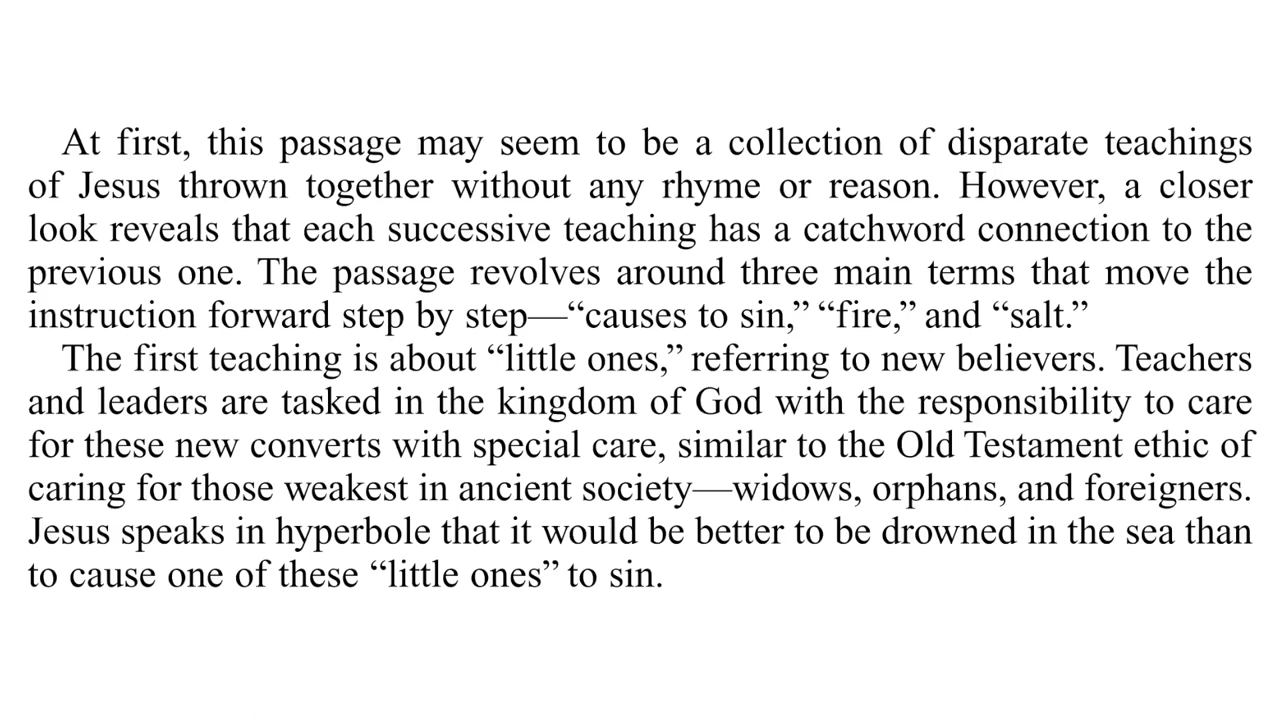 At first, this passage may seem to be a collection of disparate teachings
of Jesus thrown together without any rhyme or reason. However, a closer
look reveals that each successive teaching has a catchword connection to the
previous one. The passage revolves around three main terms that move the
instruction forward step by step—“causes to sin,” “fire,” and “salt.”
The first teaching is about “little ones,” referring to new believers. Teachers
and leaders are tasked in the kingdom of God with the responsibility to care
for these new converts with special care, similar to the Old Testament ethic of
caring for those weakest in ancient society—widows, orphans, and foreigners.
Jesus speaks in hyperbole that it would be better to be drowned in the sea than
to cause one of these “little ones” to sin.